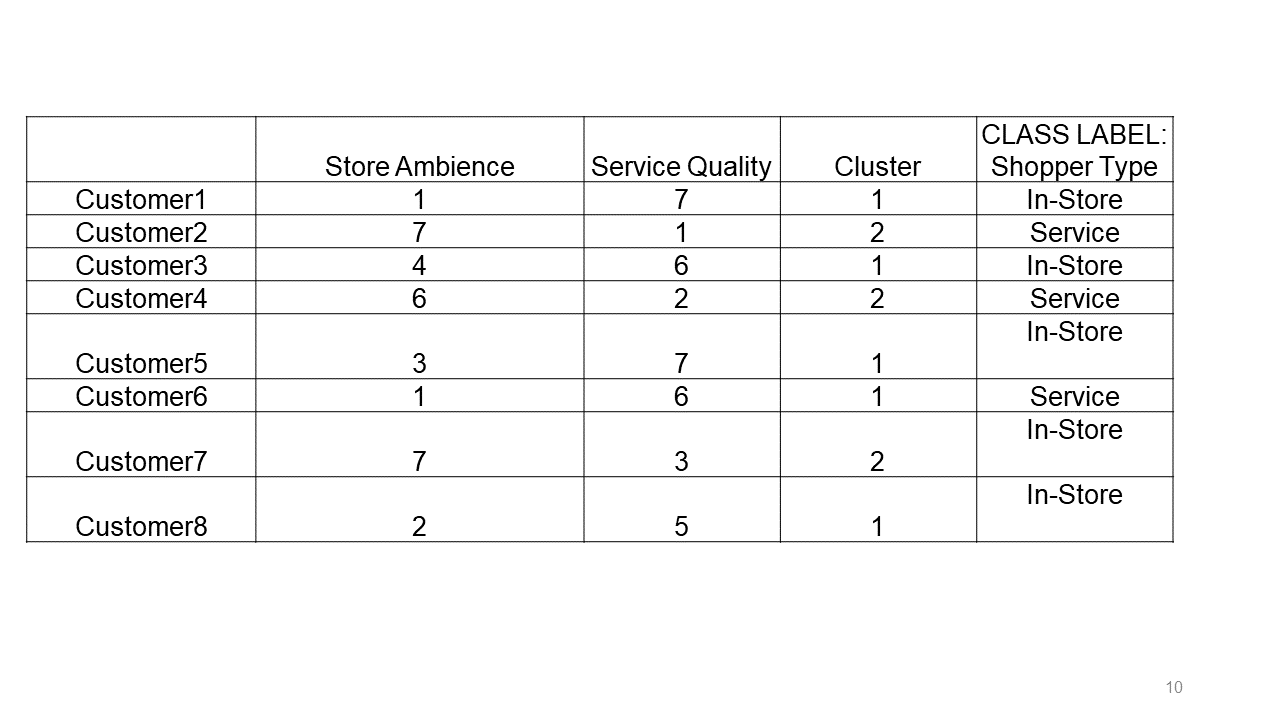 CLASS LABEL:
Store Ambience Service Quality Cluster Shopper Type
Customer1 1 7 1 In-Store
Customer2 7 1 2 Service
Customer3 4 6 1 In-Store
Customer4 6 2 2 Service
In-Store
Customer5 3 7 1
Customer6 1 6 1 Service
In-Store
Customer7 7 3 2
In-Store
Customer8 2 5 1
10